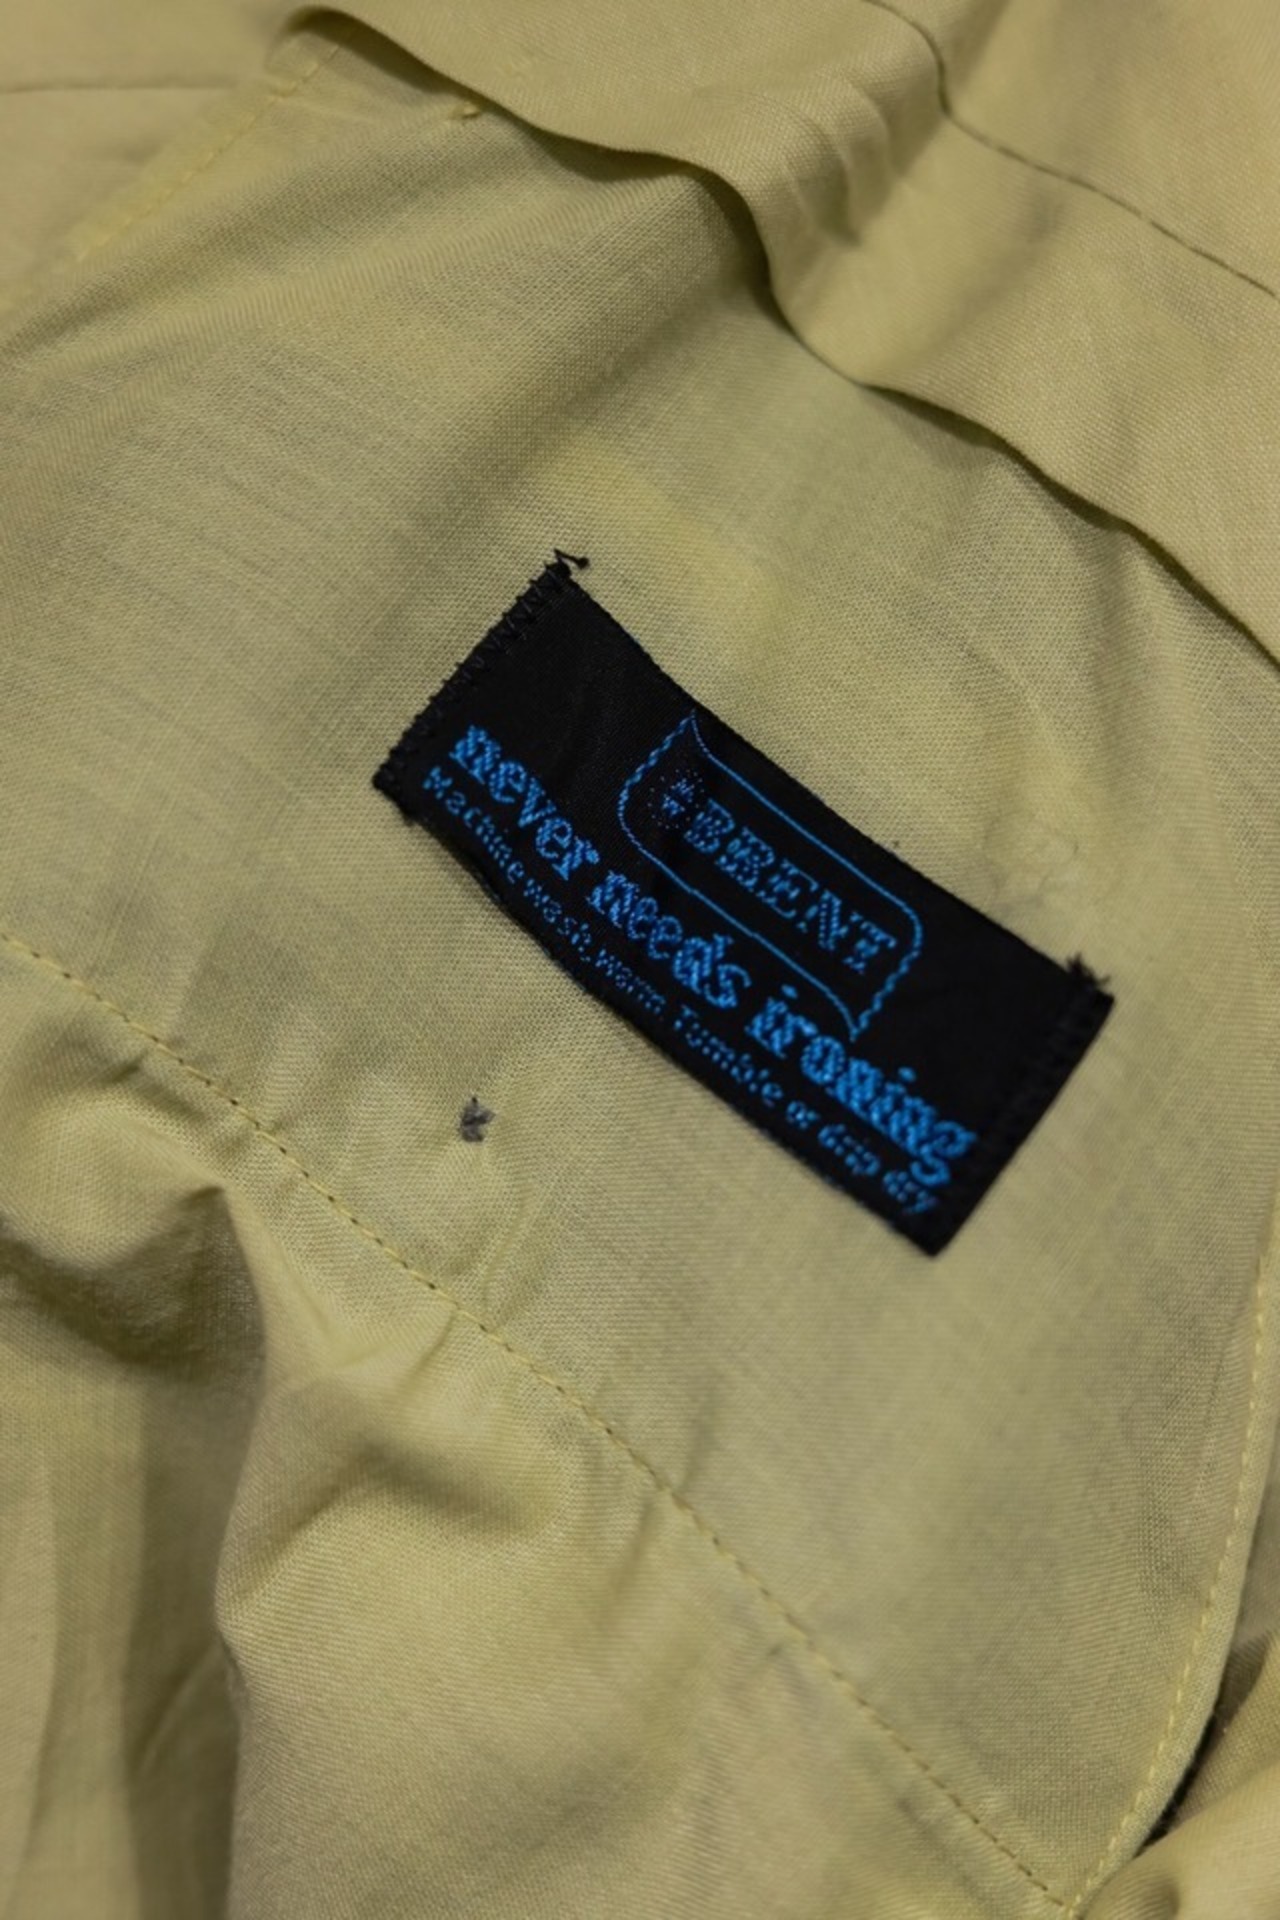 BRENT
never needs ironing
Machine wash, warm Tumble or drip dry